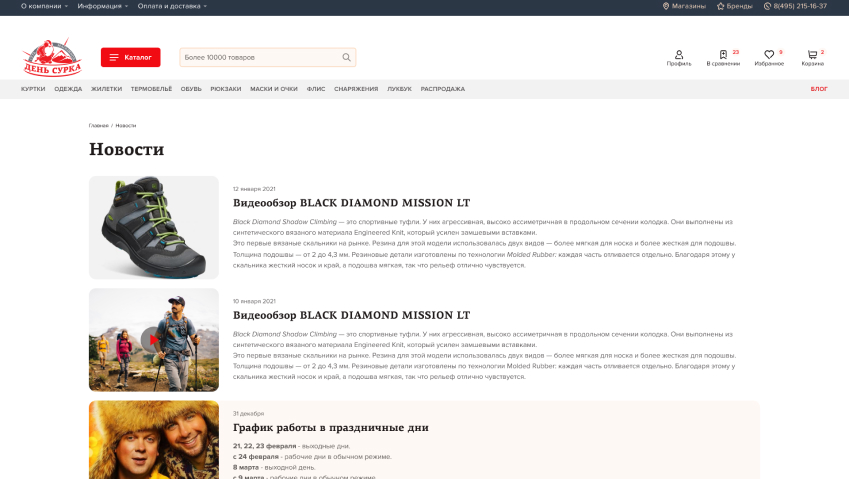 О компании
Информация
Оплата и доставка
Магазины
Бренды
8(495) 215-16-37
ДЕНЬ СУРКА
Каталог
Более 10000 товаров
Профиль
23
В сравнении
9
Избранное
2
Корзина
КУРТКИ ОДЕЖДА ЖИЛЕТКИ ТЕРМОБЕЛЬЁ ОБУВЬ РЮКЗАКИ МАСКИ И ОЧКИ ФЛИС СНАРЯЖЕНИЯ ЛУКБУК РАСПРОДАЖА БЛОГ
Главная / Новости
Новости
12 января 2021
Видеообзор BLACK DIAMOND MISSION LT
Black Diamond Shadow Climbing — это спортивные туфли. У них агрессивная, высоко ассиметричная в продольном сечении колодка. Они выполнены из
синтетического вязаного материала Engineered Knit, который усилен замшевыми вставками.
Это первые вязаные скальники на рынке. Резина для этой модели использовалась двух видов — более мягкая для носка и более жесткая для подошвы.
Толщина подошвы — от 2 до 4,3 мм. Резиновые детали изготовлены по технологии Molded Rubber: каждая часть отливается отдельно. Благодаря этому у
скальника жесткий носок и край, а подошва мягкая, так что рельеф отлично чувствуется.
10 января 2021
Видеообзор BLACK DIAMOND MISSION LT
Black Diamond Shadow Climbing — это спортивные туфли. У них агрессивная, высоко ассиметричная в продольном сечении колодка. Они выполнены из
синтетического вязаного материала Engineered Knit, который усилен замшевыми вставками.
Это первые вязаные скальники на рынке. Резина для этой модели использовалась двух видов — более мягкая для носка и более жесткая для подошвы.
Толщина подошвы — от 2 до 4,3 мм. Резиновые детали изготовлены по технологии Molded Rubber: каждая часть отливается отдельно. Благодаря этому у
скальника жесткий носок и край, а подошва мягкая, так что рельеф отлично чувствуется.
31 декабря
График работы в праздничные дни
21, 22, 23 февраля - выходные дни.
с 24 февраля - рабочие дни в обычном режиме.
8 марта - выходной день.
с 9 марта - рабочие дни в обычном режиме.